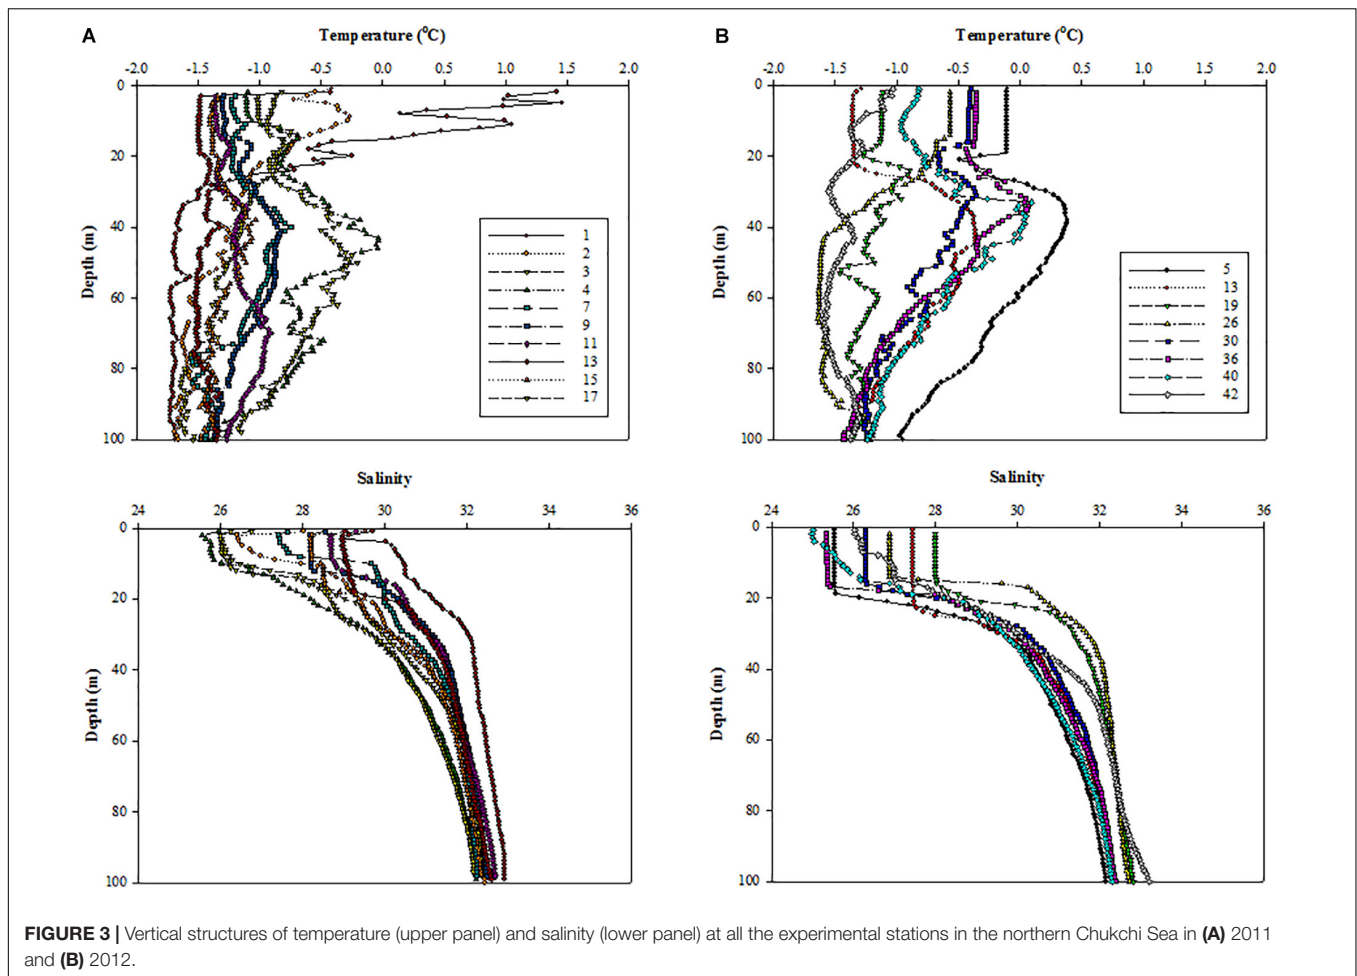 A
Temperature (°C)
-2.0 -1.5 -1.0 -0.5 0.0 0.5 1.0 1.5 2.0
Depth (m)
0
20
40
60
80
100
1
2
3
4
7
9
11
13
15
17
B
Temperature (°C)
-2.0 -1.5 -1.0 -0.5 0.0 0.5 1.0 1.5 2.0
Depth (m)
0
20
40
60
80
100
5
13
19
26
30
36
40
42
Salinity
24 26 28 30 32 34 36
Depth (m)
0
20
40
60
80
100
Salinity
24 26 28 30 32 34 36
Depth (m)
0
20
40
60
80
100
FIGURE 3 | Vertical structures of temperature (upper panel) and salinity (lower panel) at all the experimental stations in the northern Chukchi Sea in (A) 2011
and (B) 2012.